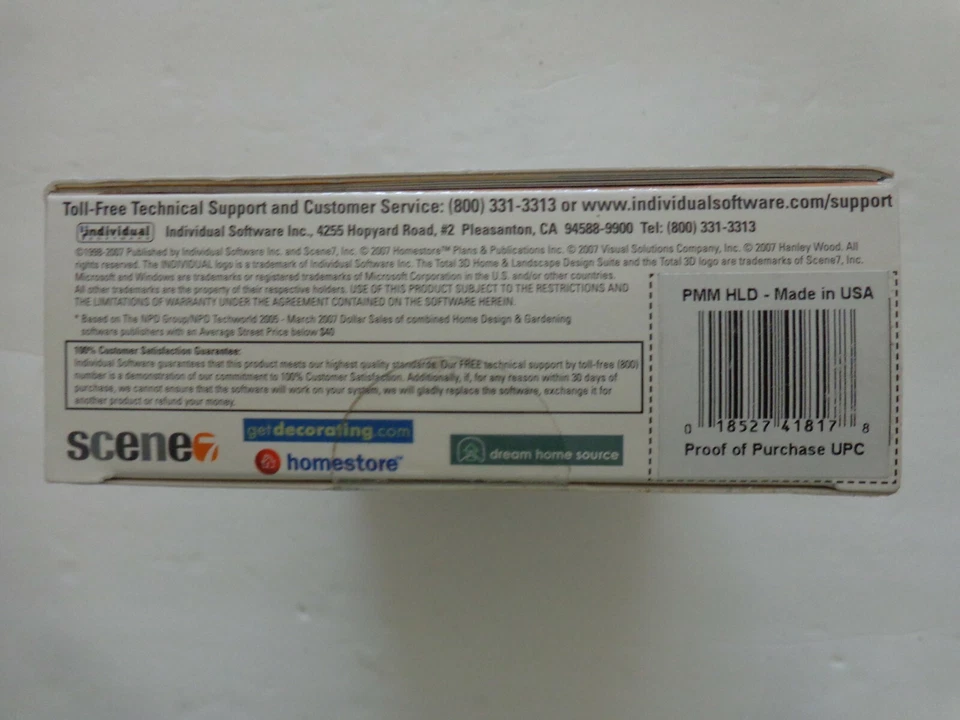 Toll-Free Technical Support and Customer Service: (800) 331-3313 or www.individualsoftware.com/support
individual Individual Software Inc., 4255 Hopyard Road, #2 Pleasanton, CA 94588-9900 Tel: (800) 331-3313
©1998-2007 Published by Individual Software Inc. and Scene7, Inc. © 2007 Homestore™ Plans & Publications Inc. © 2007 Visual Solutions Company, Inc. © 2007 Hanley Wood. All
rights reserved. The INDIVIDUAL logo is a trademark of Individual Software Inc. The Total 3D Home & Landscape Design Suite and the Total 3D logo are trademarks of Scene7, Inc.
Microsoft and Windows are trademarks or registered trademarks of Microsoft Corporation in the U.S. and/or other countries.
All other trademarks are the property of their respective holders. USE OF THIS PRODUCT SUBJECT TO THE RESTRICTIONS AND
THE LIMITATIONS OF WARRANTY UNDER THE AGREEMENT CONTAINED ON THE SOFTWARE HEREIN.
* Based on The NPD Group/NPD Techworld 2005 - March 2007 Dollar Sales of combined Home Design & Gardening
software publishers with an Average Street Price below $40
100% Customer Satisfaction Guarantee:
Individual Software guarantees that this product meets our highest quality standards. Our FREE technical support by toll-free (800)
number is a demonstration of our commitment to 100% Customer Satisfaction. Additionally, if, for any reason within 30 days of
purchase, we cannot ensure that the software will work on your system, we will gladly replace the software, exchange it for
another product or refund your money.
scene7
getdecorating.com
homestore™
dream home source
PMM HLD - Made in USA
0 18527 41817 8
Proof of Purchase UPC